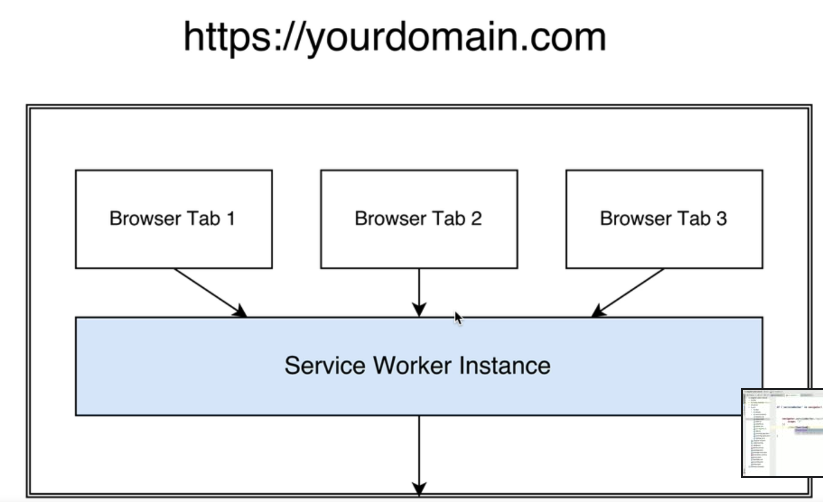 https://yourdomain.com
Browser Tab 1
Browser Tab 2
Browser Tab 3
Service Worker Instance